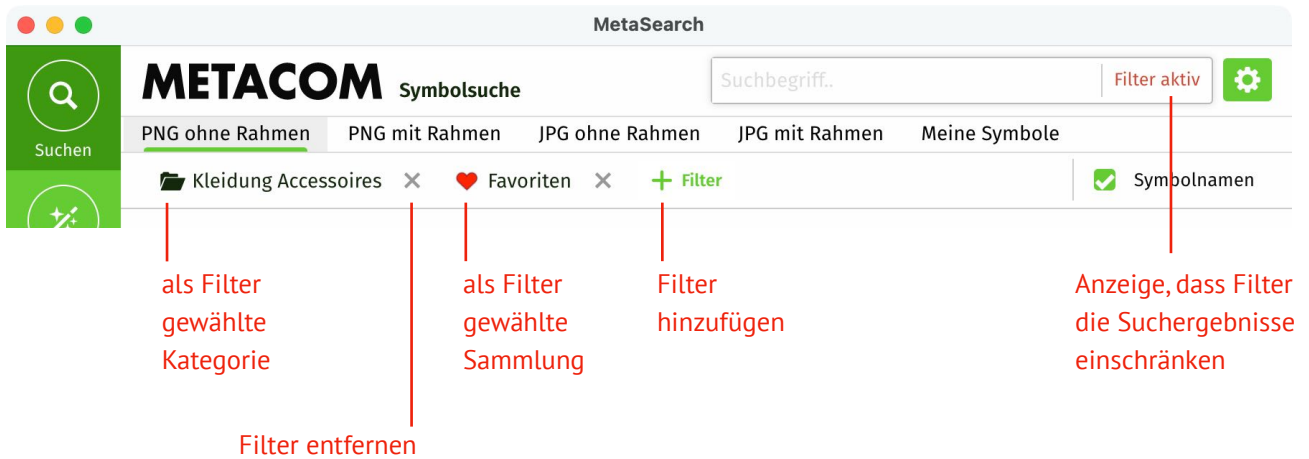 MetaSearch
METACOM Symbolsuche
Suchbegriff..
Filter aktiv
Suchen
PNG ohne Rahmen
PNG mit Rahmen
JPG ohne Rahmen
JPG mit Rahmen
Meine Symbole
Kleidung Accessoires
Favoriten
Filter
Symbolnamen
als Filter
gewählte
Kategorie
als Filter
gewählte
Sammlung
Filter
hinzufügen
Anzeige, dass Filter
die Suchergebnisse
einschränken
Filter entfernen